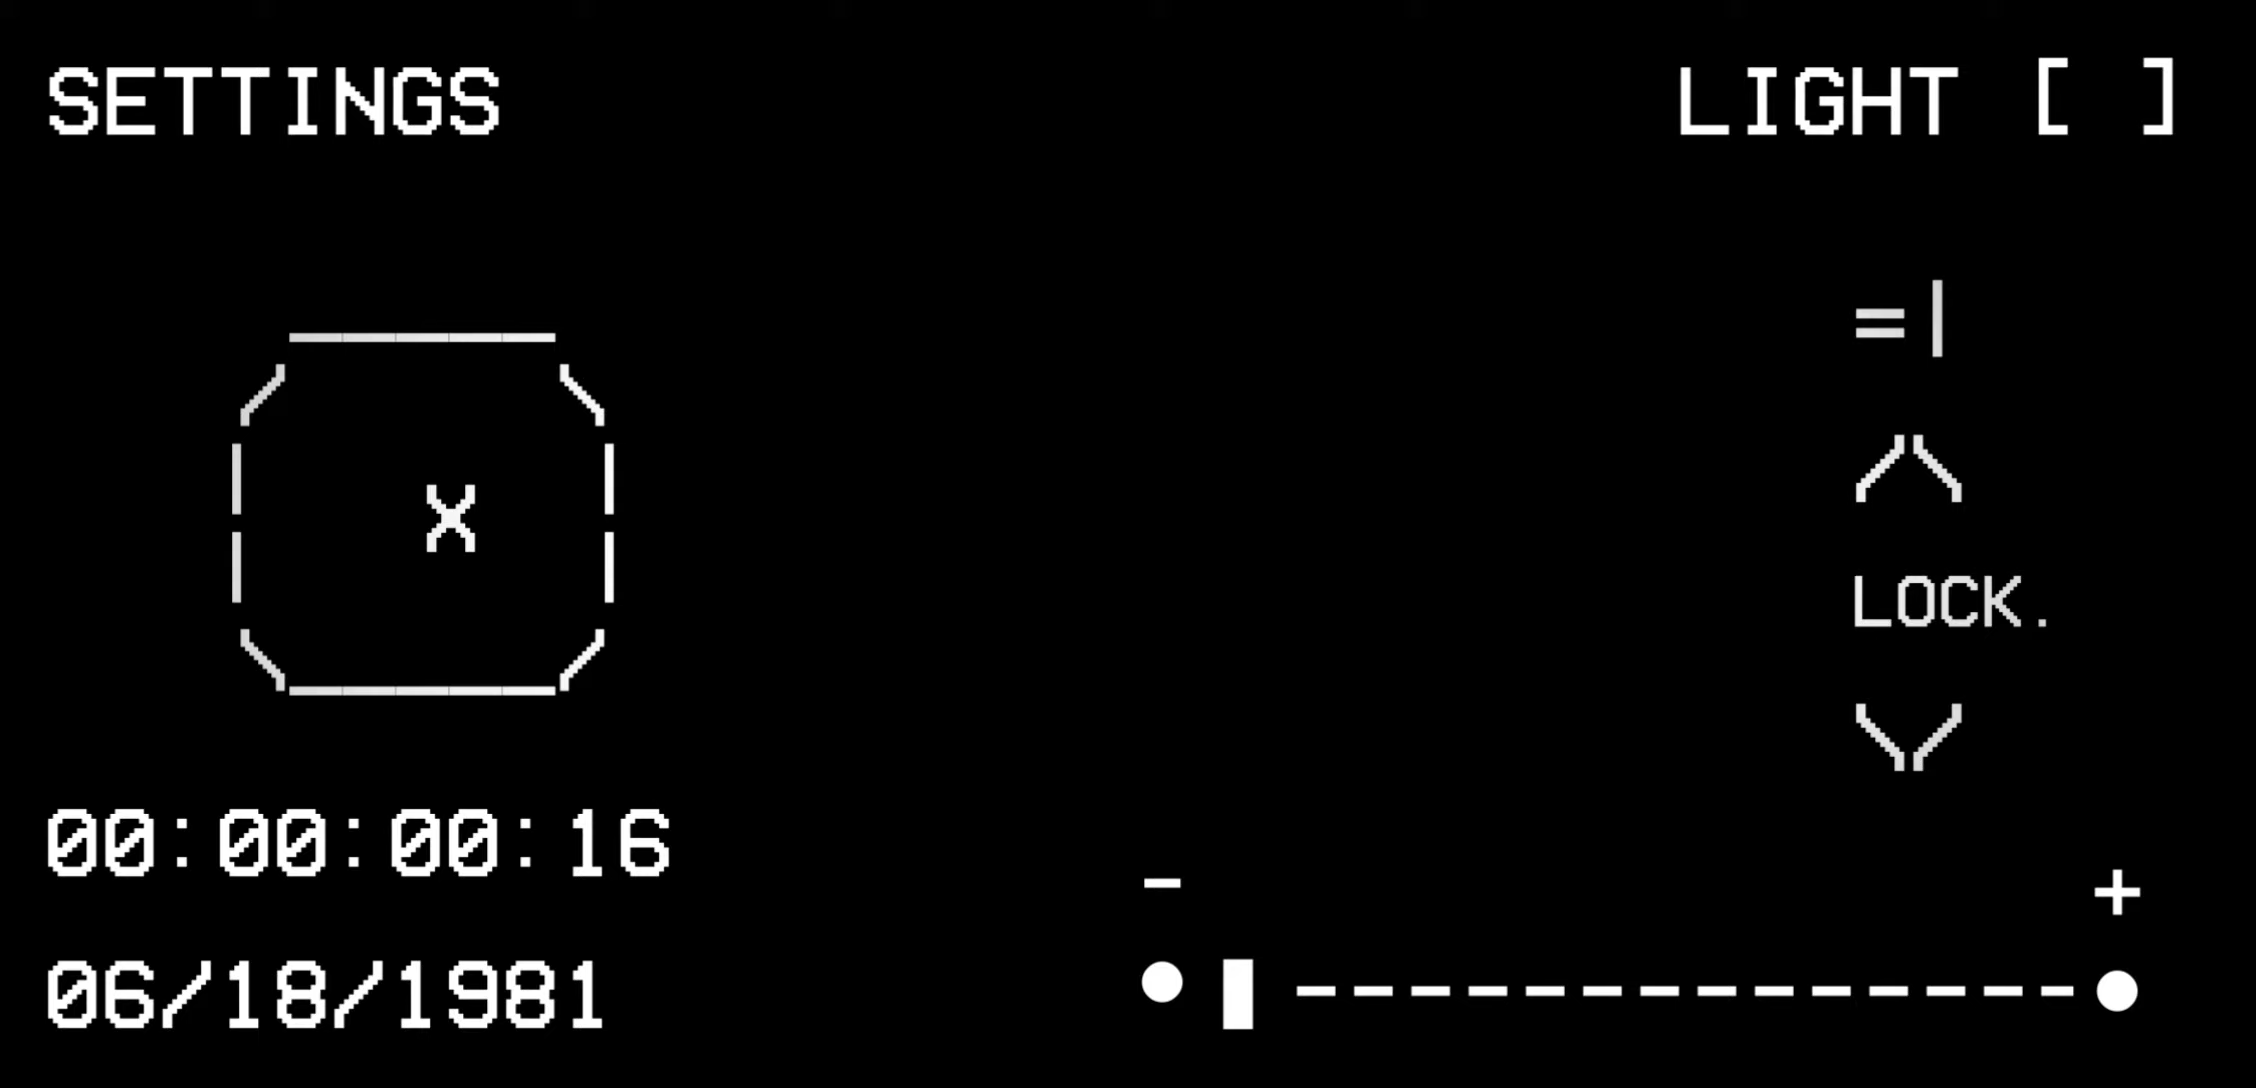 SETTINGS
LIGHT [ ]
=|
X
LOCK.
00:00:00:16
- +
06/18/1981